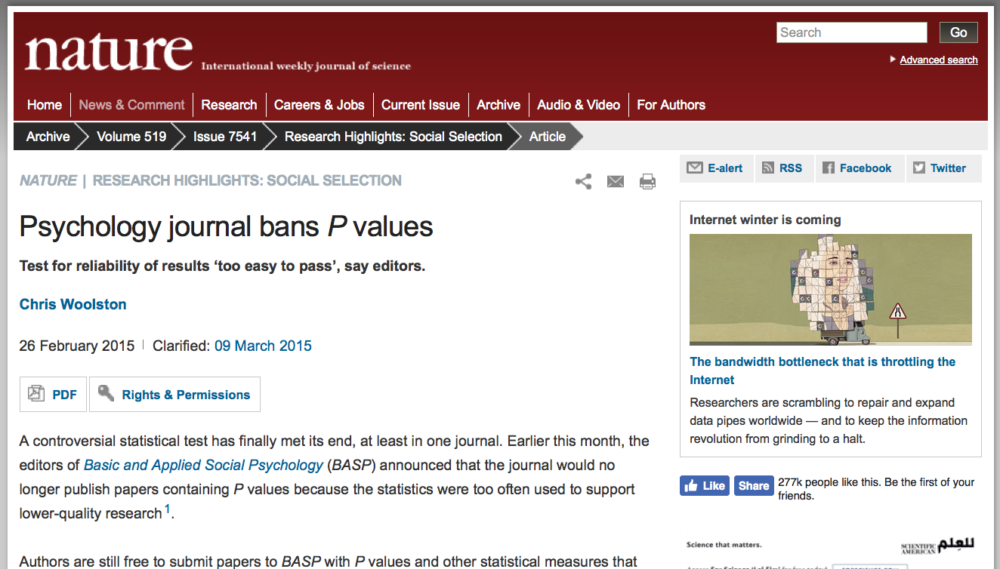 nature International weekly journal of science
Search
Go
Advanced search
Home
News & Comment
Research
Careers & Jobs
Current Issue
Archive
Audio & Video
For Authors
Archive
Volume 519
Issue 7541
Research Highlights: Social Selection
Article
NATURE | RESEARCH HIGHLIGHTS: SOCIAL SELECTION
Psychology journal bans P values
Test for reliability of results ‘too easy to pass’, say editors.
Chris Woolston
26 February 2015
Clarified: 09 March 2015
PDF
Rights & Permissions
A controversial statistical test has finally met its end, at least in one journal. Earlier this month, the
editors of Basic and Applied Social Psychology (BASP) announced that the journal would no
longer publish papers containing P values because the statistics were too often used to support
lower-quality research1.
Authors are still free to submit papers to BASP with P values and other statistical measures that
E-alert
RSS
Facebook
Twitter
Internet winter is coming
The bandwidth bottleneck that is throttling the
Internet
Researchers are scrambling to repair and expand
data pipes worldwide — and to keep the information
revolution from grinding to a halt.
Like
Share
277k people like this. Be the first of your
friends.
Science that matters.
SCIENTIFIC
AMERICAN
للعلم